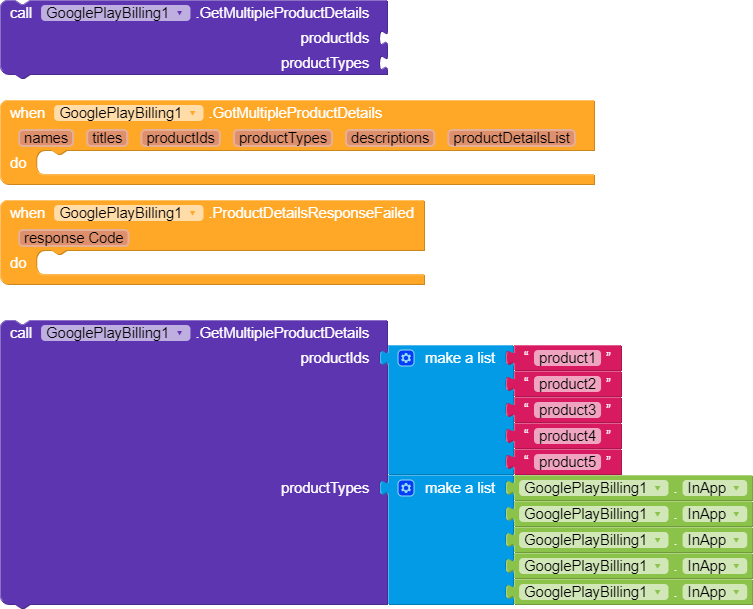 call GooglePlayBilling1 .GetMultipleProductDetails
productIds
productTypes
when GooglePlayBilling1 .GotMultipleProductDetails
names titles productIds productTypes descriptions productDetailsList
do
when GooglePlayBilling1 .ProductDetailsResponseFailed
response Code
do
call GooglePlayBilling1 .GetMultipleProductDetails
productIds make a list “ product1 ”
“ product2 ”
“ product3 ”
“ product4 ”
“ product5 ”
productTypes make a list GooglePlayBilling1 . InApp
GooglePlayBilling1 . InApp
GooglePlayBilling1 . InApp
GooglePlayBilling1 . InApp
GooglePlayBilling1 . InApp